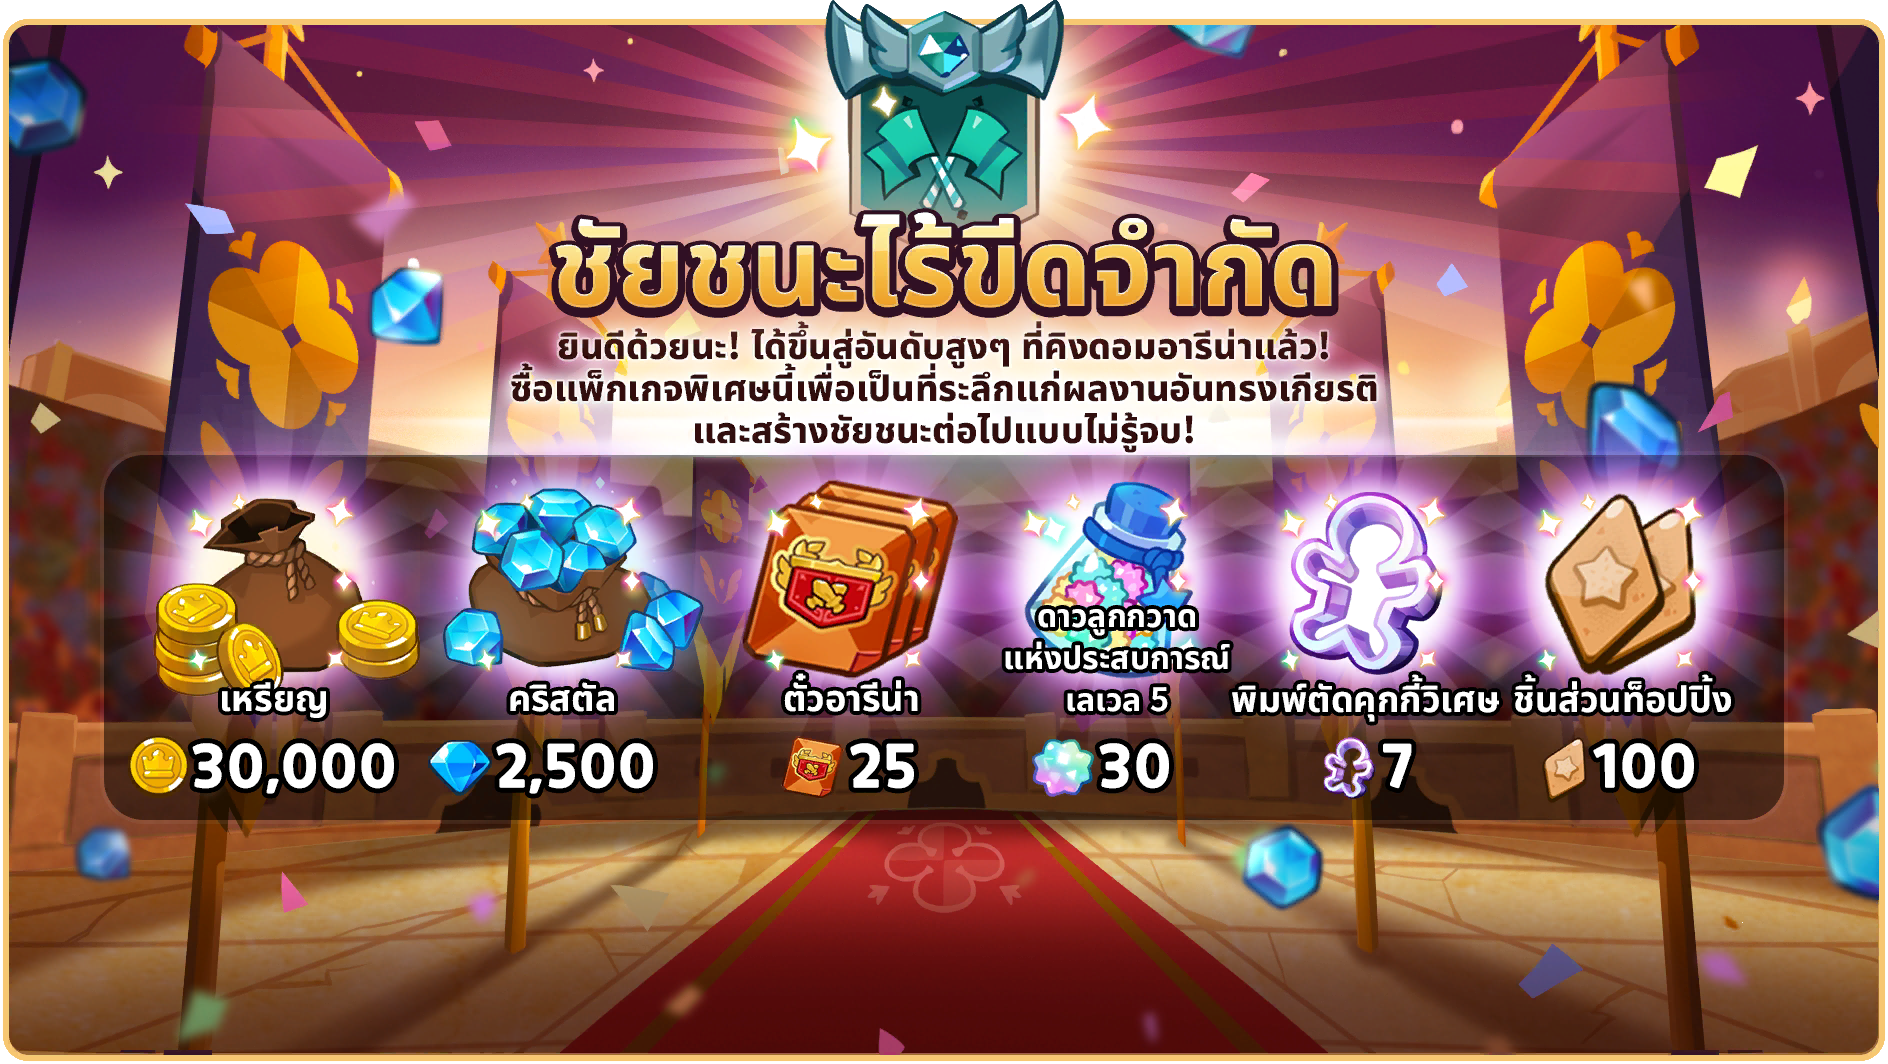 ชัยชนะไร้ขีดจำกัด
ยินดีด้วยนะ! ได้ขึ้นสู่อันดับสูงๆ ที่คิงดอมอารีน่าแล้ว!
ซื้อแพ็กเกจพิเศษนี้เพื่อเป็นที่ระลึกแก่ผลงานอันทรงเกียรติ
และสร้างชัยชนะต่อไปแบบไม่รู้จบ!
เหรียญ
30,000
คริสตัล
2,500
ตั๋วอารีน่า
25
ดาวลูกกวาด
แห่งประสบการณ์
เลเวล 5
30
พิมพ์ตัดคุกกี้วิเศษ
7
ชิ้นส่วนท็อปปิ้ง
100